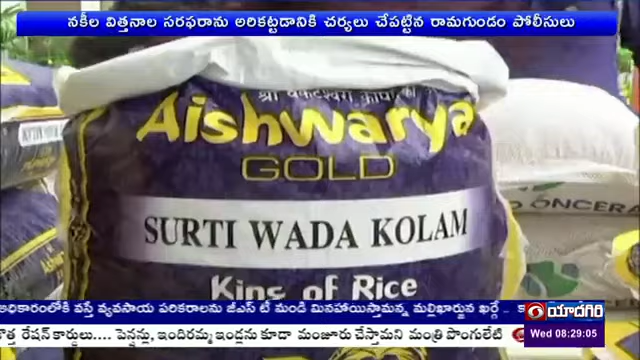 నకీల విత్తనాల సరఫరాను అరికట్టడానికి చర్యలు చేపట్టిన రామగుండం పోలీసులు
श्री
Aishwarya
GOLD
SURTI WADA KOLAM
King of Rice
ONCERA
అధికారంలోకి వస్తే వ్యవసాయ పరికరాలను జీఎస్ టీ నుండి మినహాయిస్తామన్న మల్లిఖార్జున ఖర్గే
యాదగిరి
రేషన్ కార్డులు.... పెన్షన్లు, ఇందిరమ్మ ఇండ్లను కూడా మంజూరు చేస్తామని మంత్రి పొంగులేటి
Wed 08:29:05